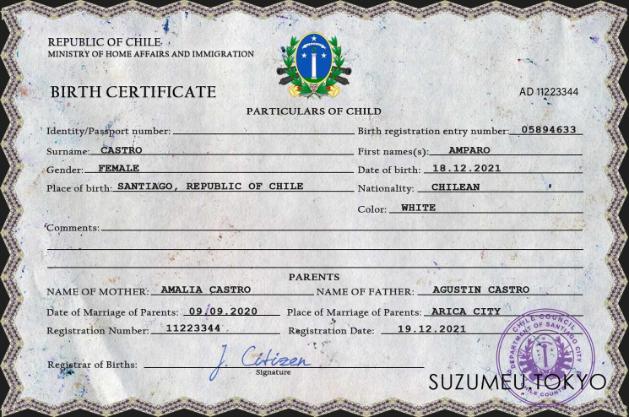 REPUBLIC OF CHILE
MINISTRY OF HOME AFFAIRS AND IMMIGRATION
BIRTH CERTIFICATE
AD 11223344
PARTICULARS OF CHILD
Identity/Passport number:
Birth registration entry number: 05894633
Surname: CASTRO
First names(s): AMPARO
Gender: FEMALE
Date of birth: 18.12.2021
Place of birth: SANTIAGO, REPUBLIC OF CHILE
Nationality: CHILEAN
Color: WHITE
Comments:
PARENTS
NAME OF MOTHER: AMALIA CASTRO NAME OF FATHER: AGUSTIN CASTRO
Date of Marriage of Parents: 09.09.2020 Place of Marriage of Parents: ARICA CITY
Registration Number: 11223344 Registration Date: 19.12.2021
Registrar of Births: J. Citizen
Signature
CHILE COUNCIL
DEPARTMENT OF SANTIAGO CITY
SUZUMEU.TOKYO